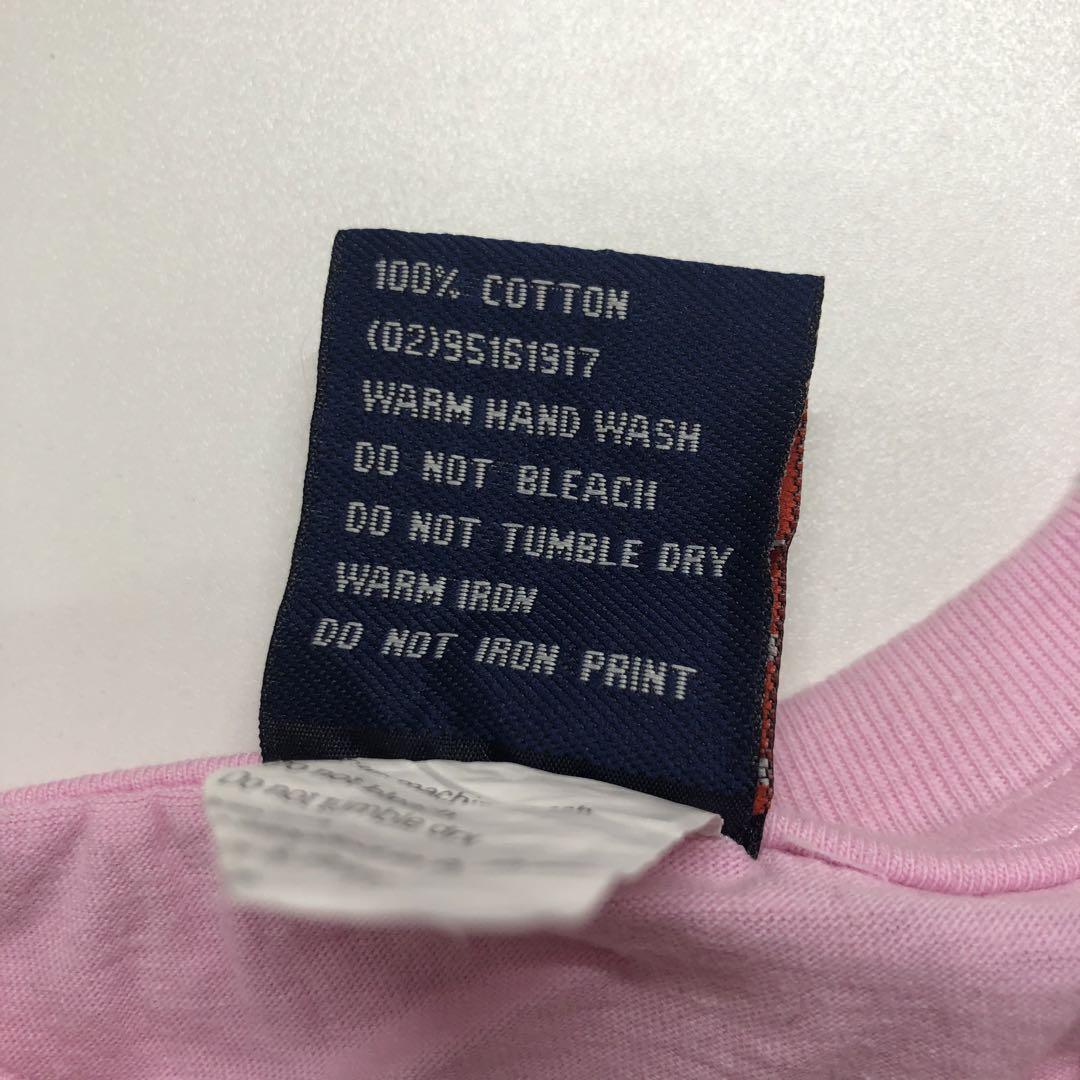 100% COTTON
(02)95161917
WARM HAND WASH
DO NOT BLEACH
DO NOT TUMBLE DRY
WARM IRON
DO NOT IRON PRINT
Do not tumble dry